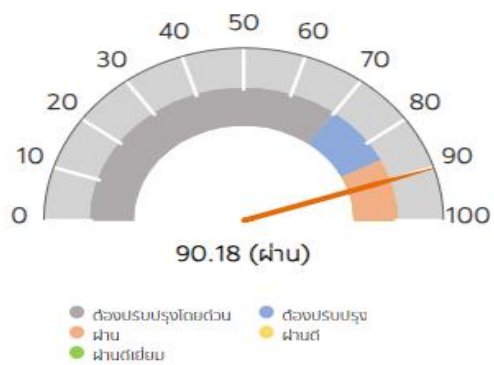 50
40 60
30 70
20 80
10 90
0 100
90.18 (ผ่าน)
ต้องปรับปรุงโดยด่วน ต้องปรับปรุง
ผ่าน ผ่านดี
ผ่านดีเยี่ยม